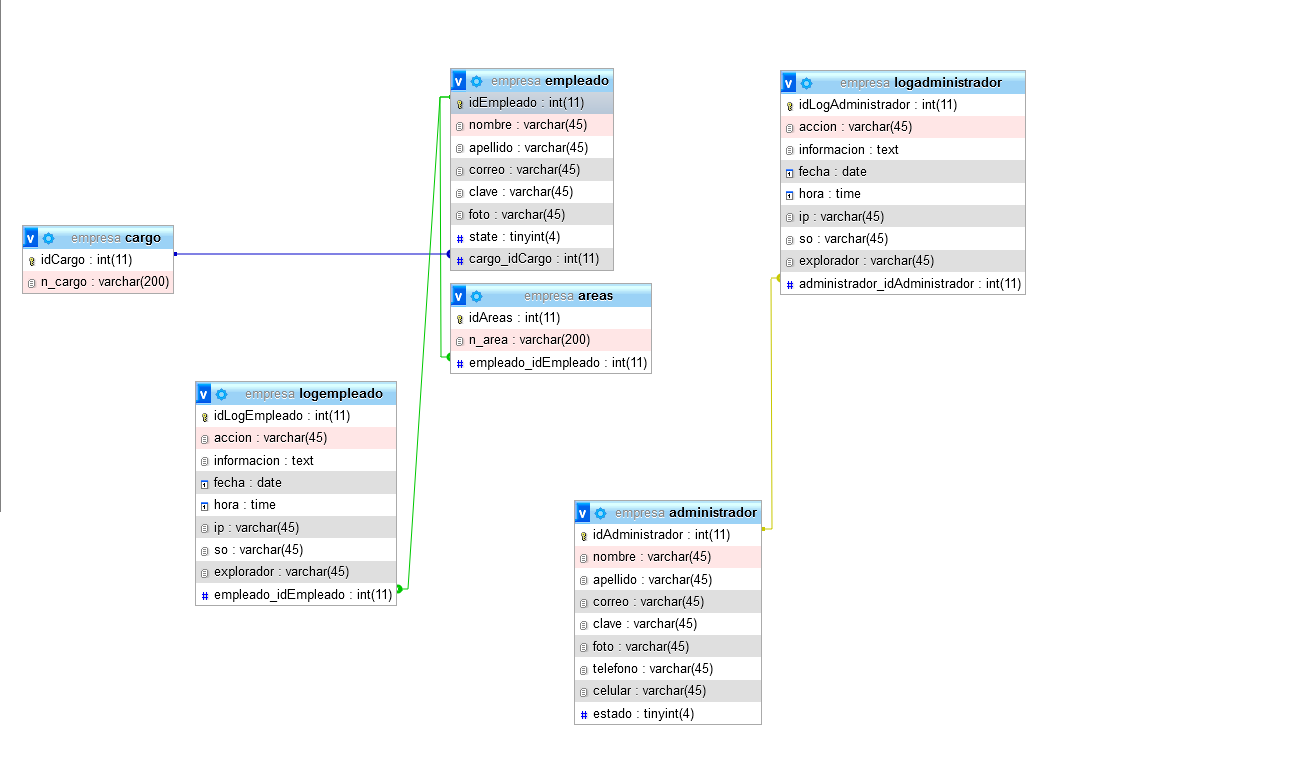 v empresa empleado
idEmpleado : int(11)
nombre : varchar(45)
apellido : varchar(45)
correo : varchar(45)
clave : varchar(45)
foto : varchar(45)
# state : tinyint(4)
# cargo_idCargo : int(11)
v empresa logadministrador
idLogAdministrador : int(11)
accion : varchar(45)
informacion : text
fecha : date
hora : time
ip : varchar(45)
so : varchar(45)
explorador : varchar(45)
# administrador_idAdministrador : int(11)
v empresa cargo
idCargo : int(11)
n_cargo : varchar(200)
v empresa areas
idAreas : int(11)
n_area : varchar(200)
# empleado_idEmpleado : int(11)
v empresa logempleado
idLogEmpleado : int(11)
accion : varchar(45)
informacion : text
fecha : date
hora : time
ip : varchar(45)
so : varchar(45)
explorador : varchar(45)
# empleado_idEmpleado : int(11)
v empresa administrador
idAdministrador : int(11)
nombre : varchar(45)
apellido : varchar(45)
correo : varchar(45)
clave : varchar(45)
foto : varchar(45)
telefono : varchar(45)
celular : varchar(45)
# estado : tinyint(4)